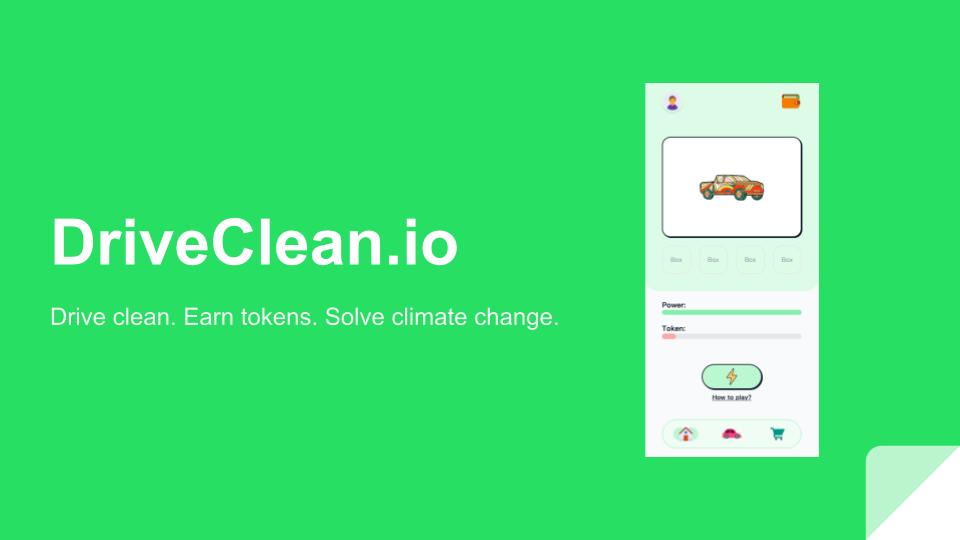 DriveClean.io
Drive clean. Earn tokens. Solve climate change.
Box Box Box Box
Power:
Token:
How to play?